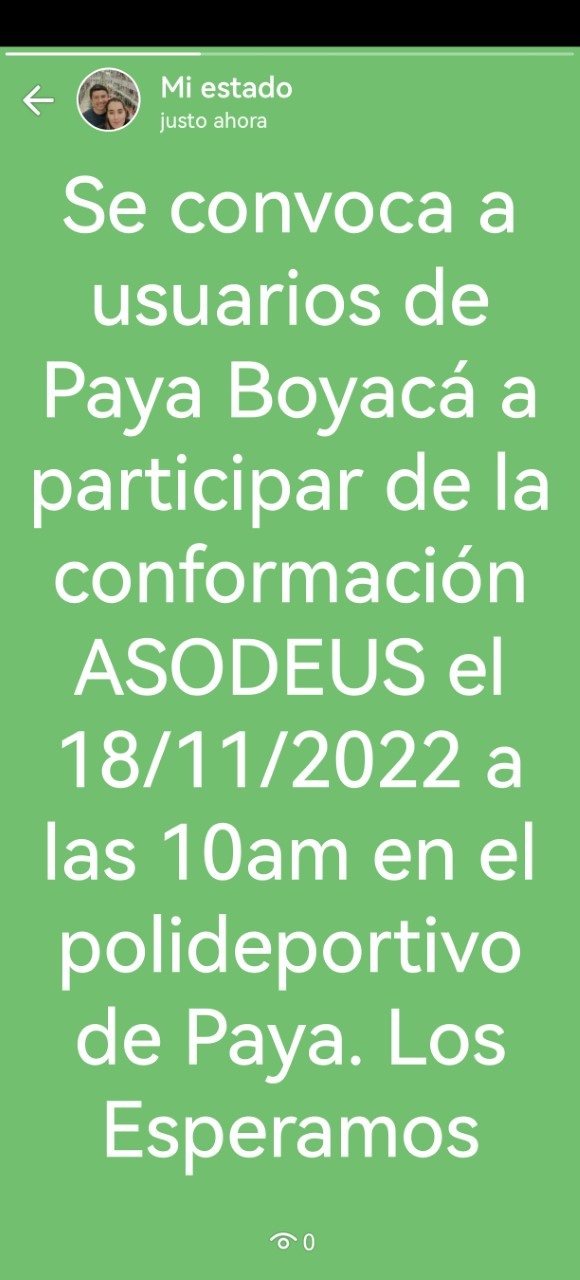 Mi estado
justo ahora
Se convoca a
usuarios de
Paya Boyacá a
participar de la
conformación
ASODEUS el
18/11/2022 a
las 10am en el
polideportivo
de Paya. Los
Esperamos
0